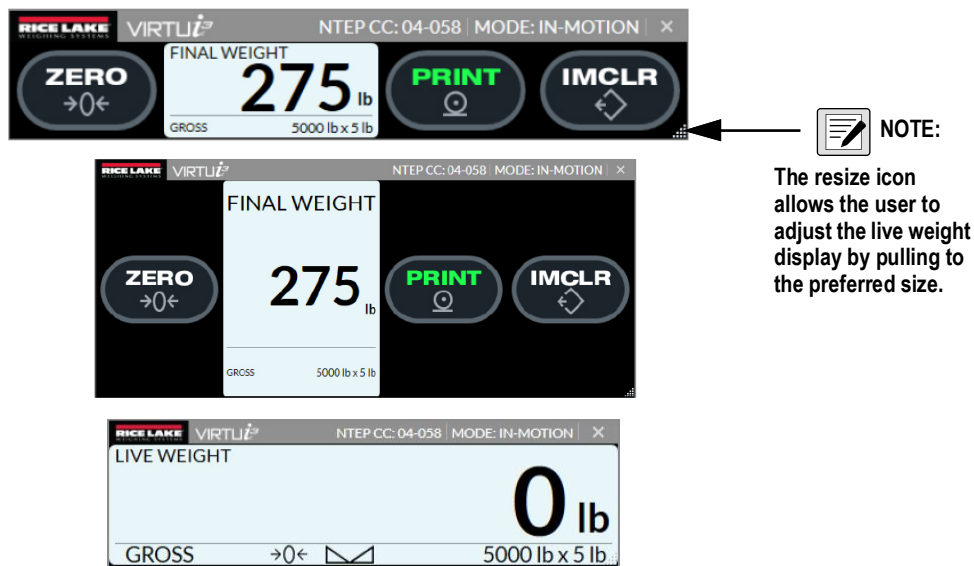 RICE LAKE VIRTUi³ NTEP CC: 04-058 MODE: IN-MOTION ×
WEIGHING SYSTEMS
ZERO
→0←
FINAL WEIGHT
275 lb
GROSS 5000 lb x 5 lb
PRINT
IMCLR
NOTE:
The resize icon
allows the user to
adjust the live weight
display by pulling to
the preferred size.
RICE LAKE VIRTUi³ NTEP CC: 04-058 MODE: IN-MOTION ×
WEIGHING SYSTEMS
ZERO
→0←
FINAL WEIGHT
275 lb
GROSS 5000 lb x 5 lb
PRINT
IMCLR
RICE LAKE VIRTUi³ NTEP CC: 04-058 MODE: IN-MOTION ×
WEIGHING SYSTEMS
LIVE WEIGHT
0 lb
GROSS →0← 5000 lb x 5 lb